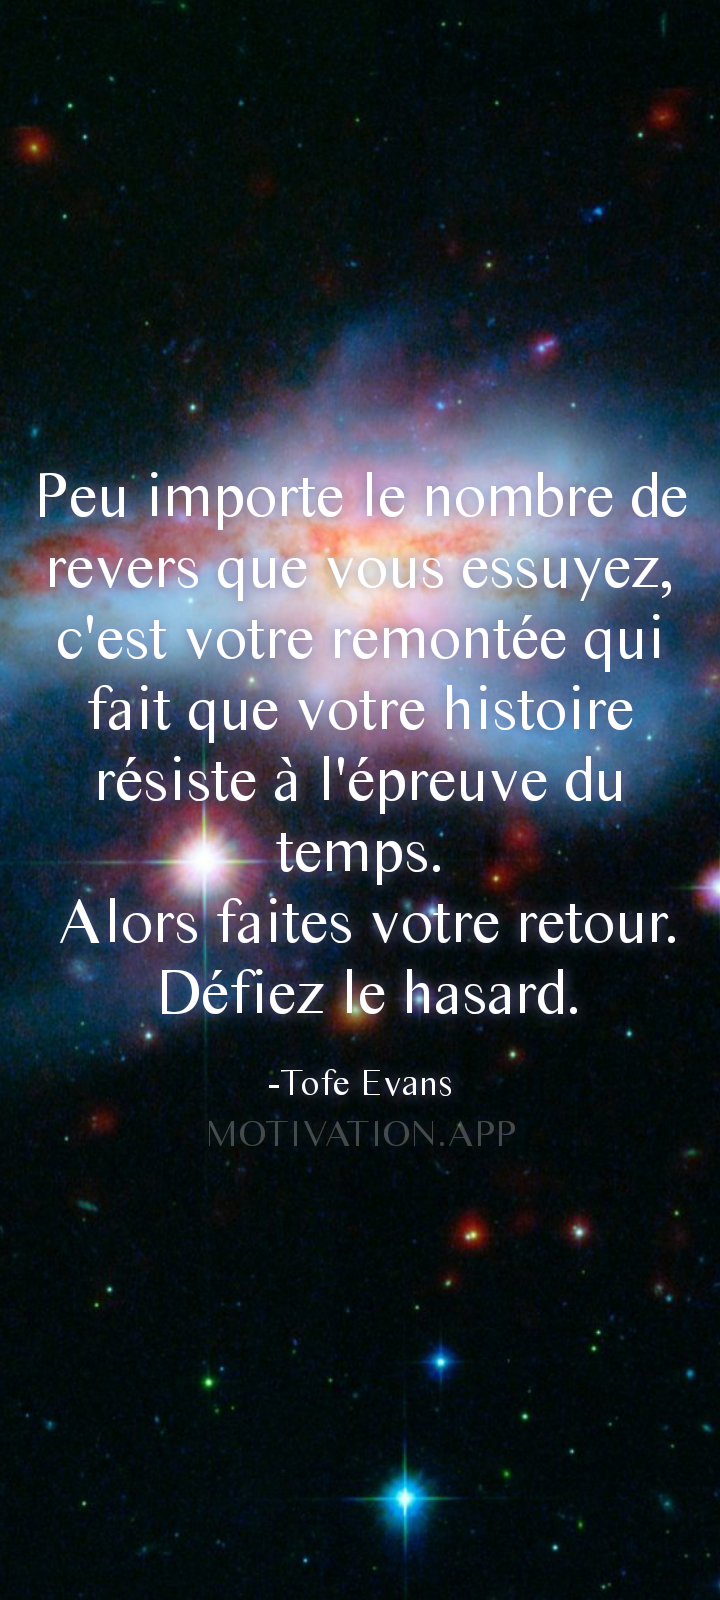 Peu importe le nombre de
revers que vous essuyez,
c'est votre remontée qui
fait que votre histoire
résiste à l'épreuve du
temps.
Alors faites votre retour.
Défiez le hasard.
-Tofe Evans
MOTIVATION.APP